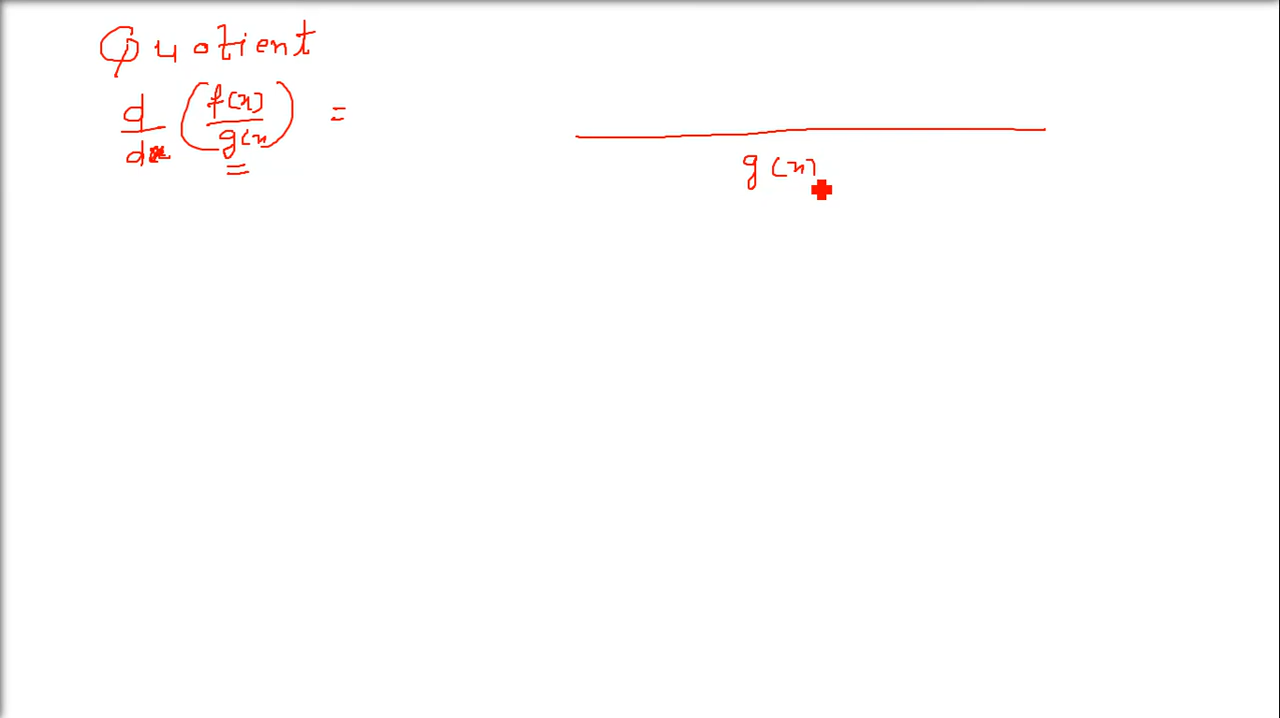 Quotient
d/dx (f(x)/g(x) =
g(x)